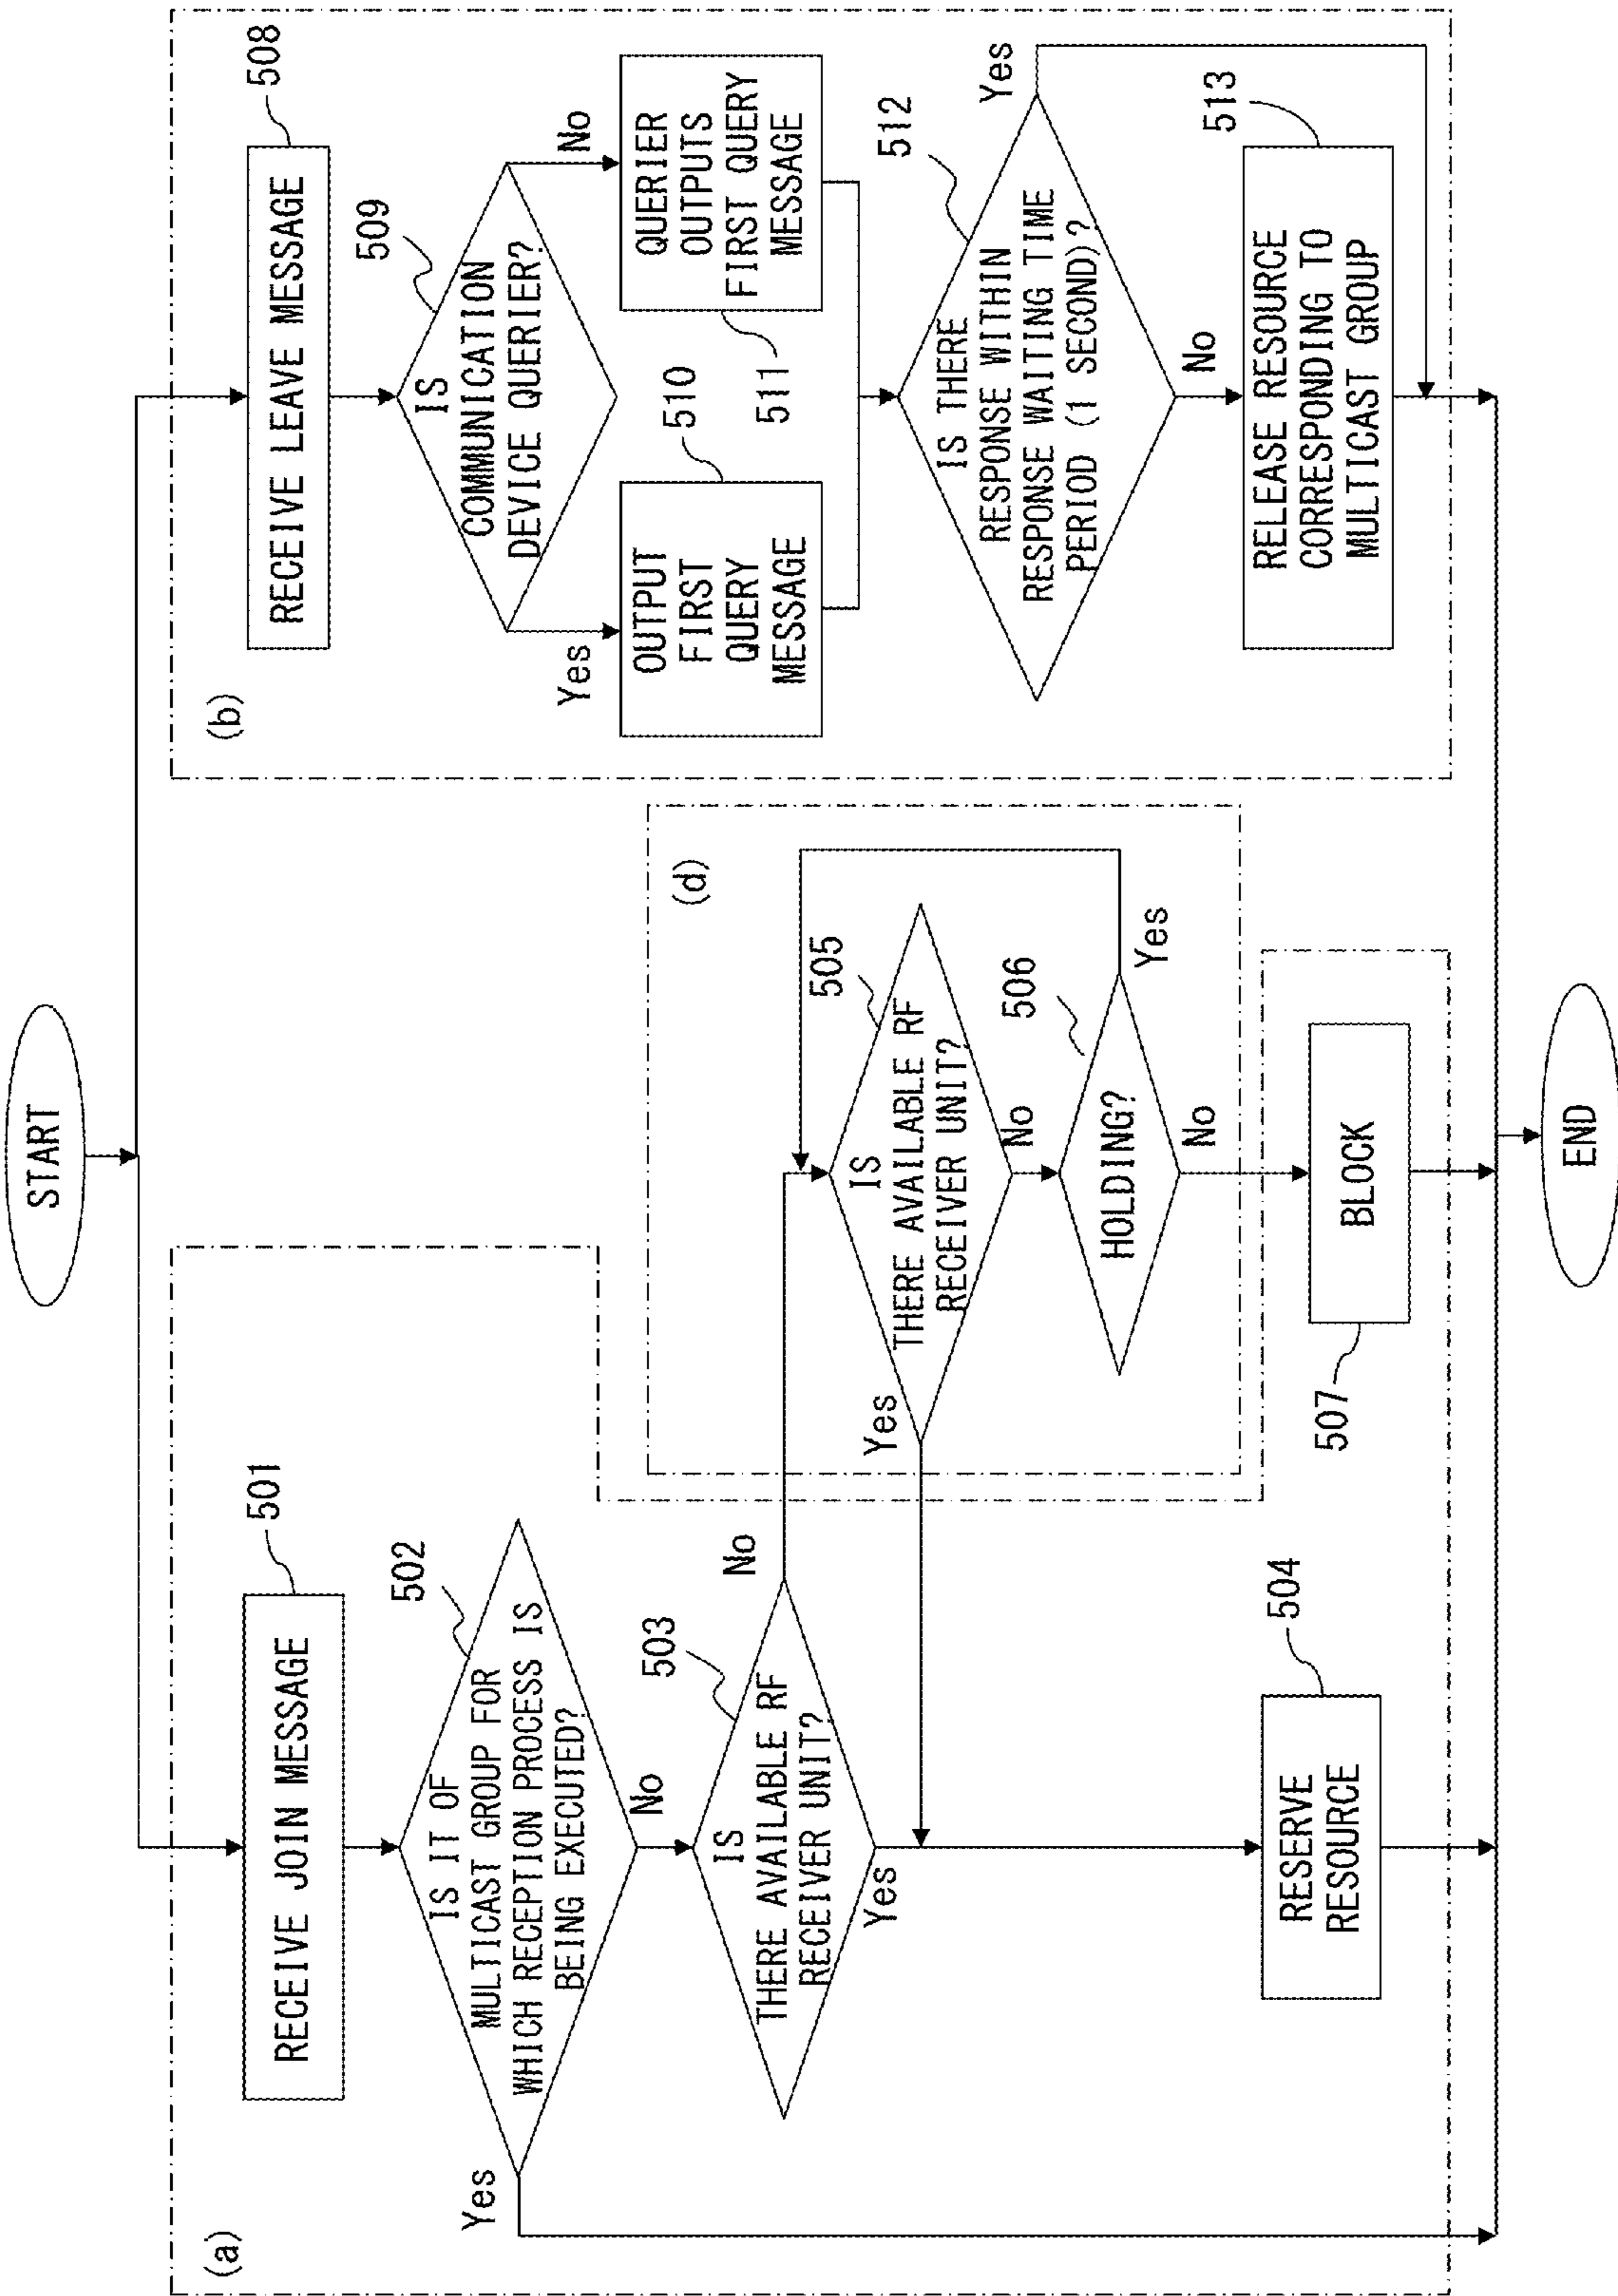 START
(a)
RECEIVE JOIN MESSAGE
501
IS IT OF
MULTICAST GROUP FOR
WHICH RECEPTION PROCESS IS
BEING EXECUTED?
502
Yes
No
IS
THERE AVAILABLE RF
RECEIVER UNIT?
503
No
Yes
RESERVE
RESOURCE
504
(d)
IS
THERE AVAILABLE RF
RECEIVER UNIT?
505
Yes
No
HOLDING?
506
Yes
No
BLOCK
507
(b)
RECEIVE LEAVE MESSAGE
508
IS
COMMUNICATION
DEVICE QUERIER?
509
Yes
No
OUTPUT
FIRST
QUERY
MESSAGE
510
QUERIER
OUTPUTS
FIRST QUERY
MESSAGE
511
IS THERE
RESPONSE WITHIN
RESPONSE WAITING TIME
PERIOD (1 SECOND)?
512
Yes
No
RELEASE RESOURCE
CORRESPONDING TO
MULTICAST GROUP
513
END